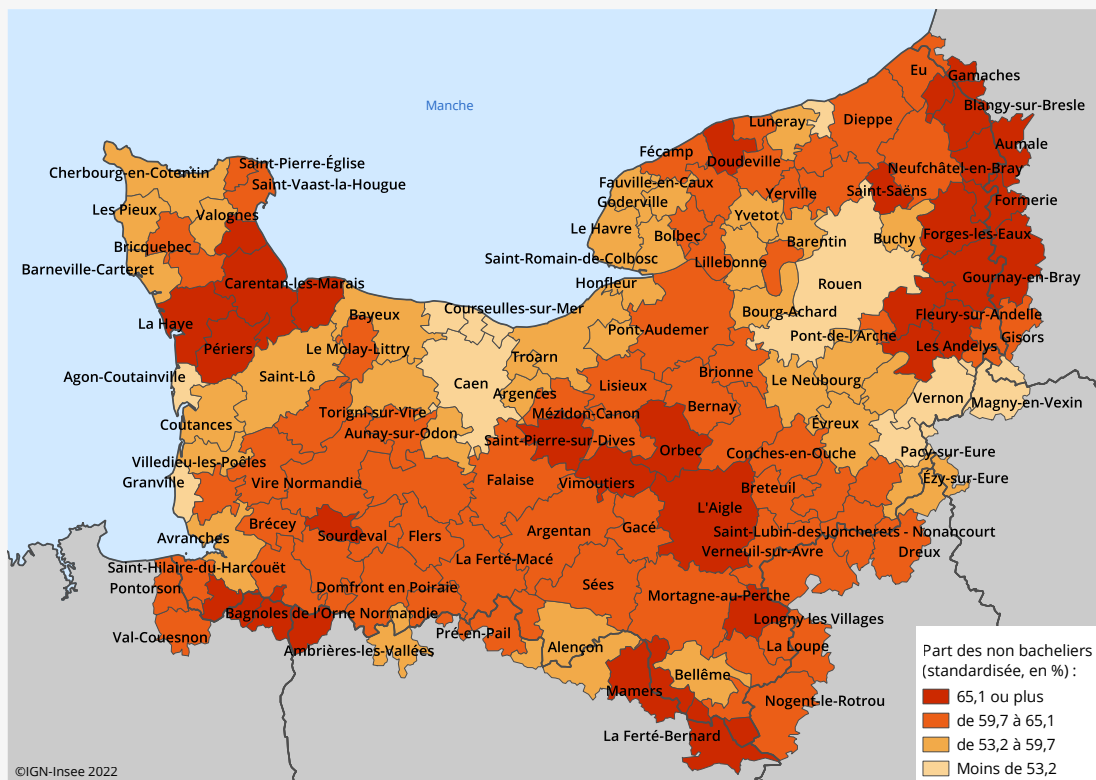 Manche
Eu
Gamaches
Blangy-sur-Bresle
Luneray
Dieppe
Aumale
Fécamp
Doudeville
Neufchâtel-en-Bray
Saint-Pierre-Église
Cherbourg-en-Cotentin
Saint-Vaast-la-Hougue
Fauville-en-Caux
Yerville
Saint-Saëns
Goderville
Formerie
Les Pieux
Valognes
Yvetot
Le Havre
Bolbec
Barentin
Buchy
Forges-les-Eaux
Bricquebec
Saint-Romain-de-Colbosc
Lillebonne
Barneville-Carteret
Gournay-en-Bray
Carentan-les-Marais
Honfleur
Rouen
Courseulles-sur-Mer
Bourg-Achard
Fleury-sur-Andelle
Bayeux
La Haye
Pont-Audemer
Pont-de-l'Arche
Gisors
Périers
Le Molay-Littry
Troarn
Les Andelys
Agon-Coutainville
Saint-Lô
Caen
Lisieux
Brionne
Le Neubourg
Argences
Vernon
Magny-en-Vexin
Torigni-sur-Vire
Mézidon-Canon
Bernay
Coutances
Aunay-sur-Odon
Évreux
Saint-Pierre-sur-Dives
Orbec
Conches-en-Ouche
Pacy-sur-Eure
Villedieu-les-Poêles
Granville
Vire Normandie
Falaise
Vimoutiers
Breteuil
Ézy-sur-Eure
L'Aigle
Brécey
Sourdeval
Flers
Argentan
Gacé
Saint-Lubin-des-Joncherets - Nonancourt
Avranches
Verneuil-sur-Avre
Dreux
La Ferté-Macé
Saint-Hilaire-du-Harcouët
Pontorson
Domfront en Poiraie
Sées
Mortagne-au-Perche
Bagnoles de l'Orne Normandie
Longny les Villages
Val-Couesnon
Pré-en-Pail
Ambrières-les-Vallées
Alençon
La Loupe
Bellême
Mamers
Nogent-le-Rotrou
La Ferté-Bernard
Part des non bacheliers
(standardisée, en %) :
65,1 ou plus
de 59,7 à 65,1
de 53,2 à 59,7
Moins de 53,2
©IGN-Insee 2022